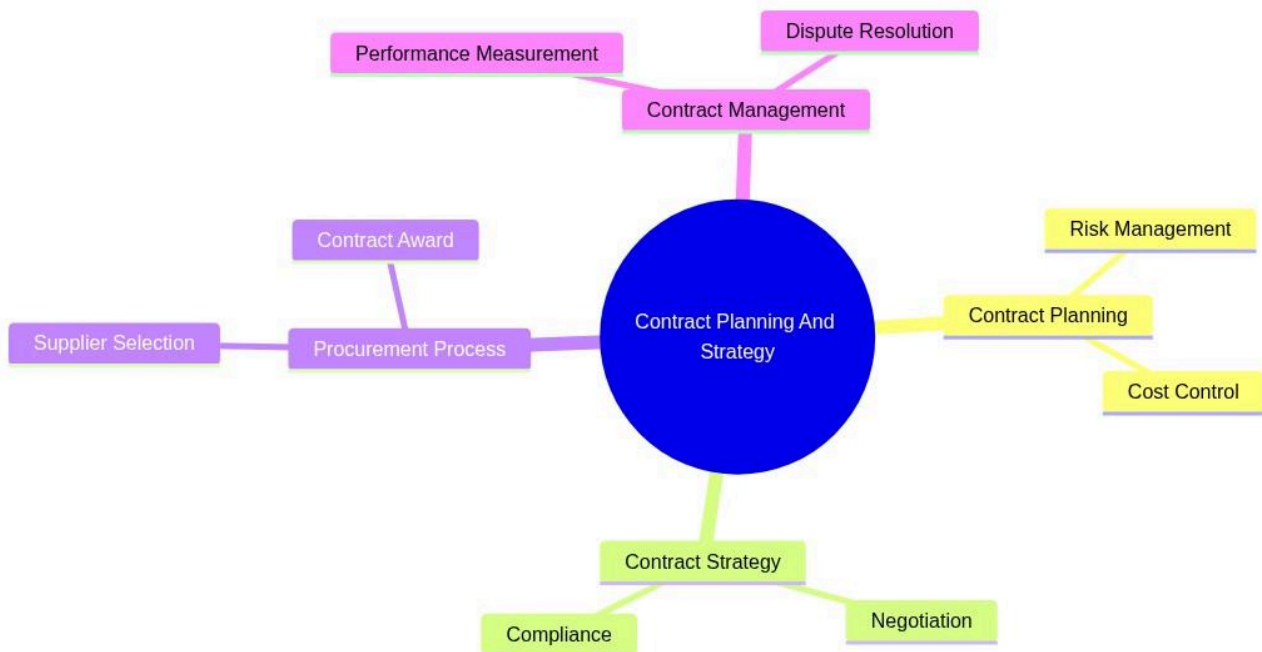 Dispute Resolution
Performance Measurement
Contract Management
Risk Management
Contract Award
Contract Planning
Contract Planning And
Strategy
Supplier Selection
Procurement Process
Cost Control
Contract Strategy
Negotiation
Compliance